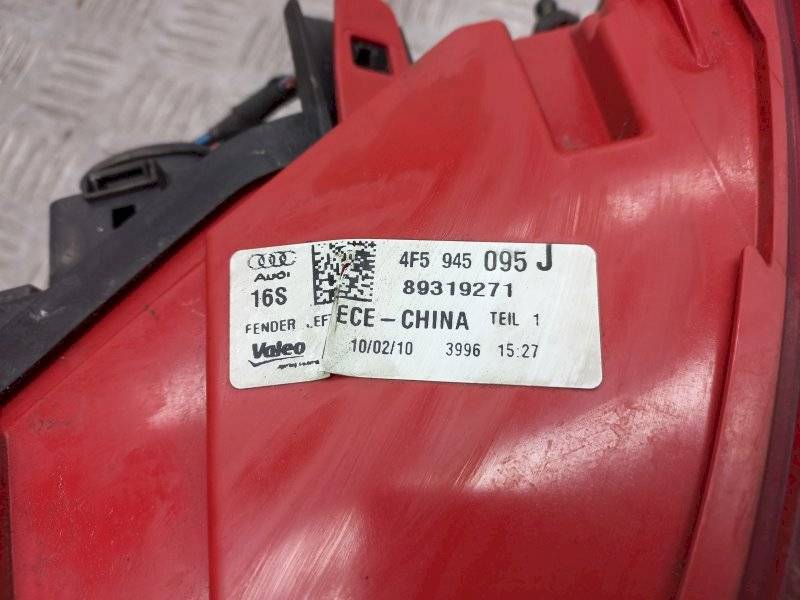 4F5 945 095 J
Audi
89319271
16S
ECE-CHINA TEIL 1
FENDER
Valeo
10/02/10 3996 15:27